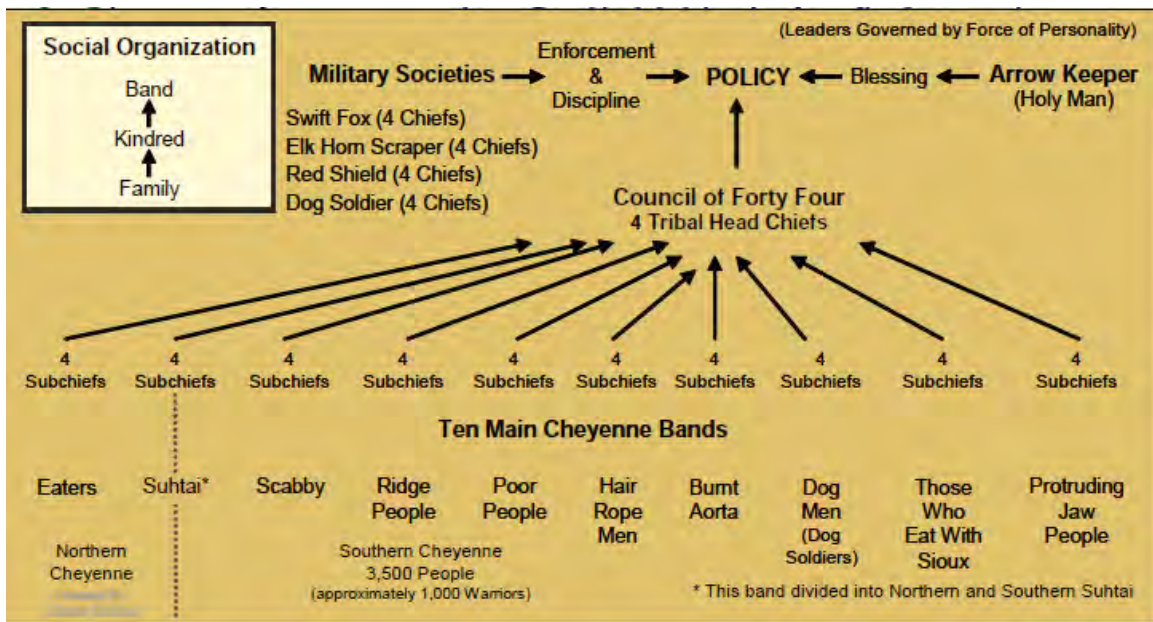 (Leaders Governed by Force of Personality)
Social Organization
Band
Kindred
Family
Military Societies
Enforcement
&
Discipline
POLICY
Blessing
Arrow Keeper
(Holy Man)
Swift Fox (4 Chiefs)
Elk Horn Scraper (4 Chiefs)
Red Shield (4 Chiefs)
Dog Soldier (4 Chiefs)
Council of Forty Four
4 Tribal Head Chiefs
4 4 4 4 4 4 4 4 4 4
Subchiefs Subchiefs Subchiefs Subchiefs Subchiefs Subchiefs Subchiefs Subchiefs Subchiefs Subchiefs
Ten Main Cheyenne Bands
Eaters
Suhtai*
Scabby
Ridge
People
Poor
People
Hair
Rope
Men
Burnt
Aorta
Dog
Men
(Dog
Soldiers)
Those
Who
Eat With
Sioux
Protruding
Jaw
People
Northern
Cheyenne
Southern Cheyenne
3,500 People
(approximately 1,000 Warriors)
* This band divided into Northern and Southern Suhtai